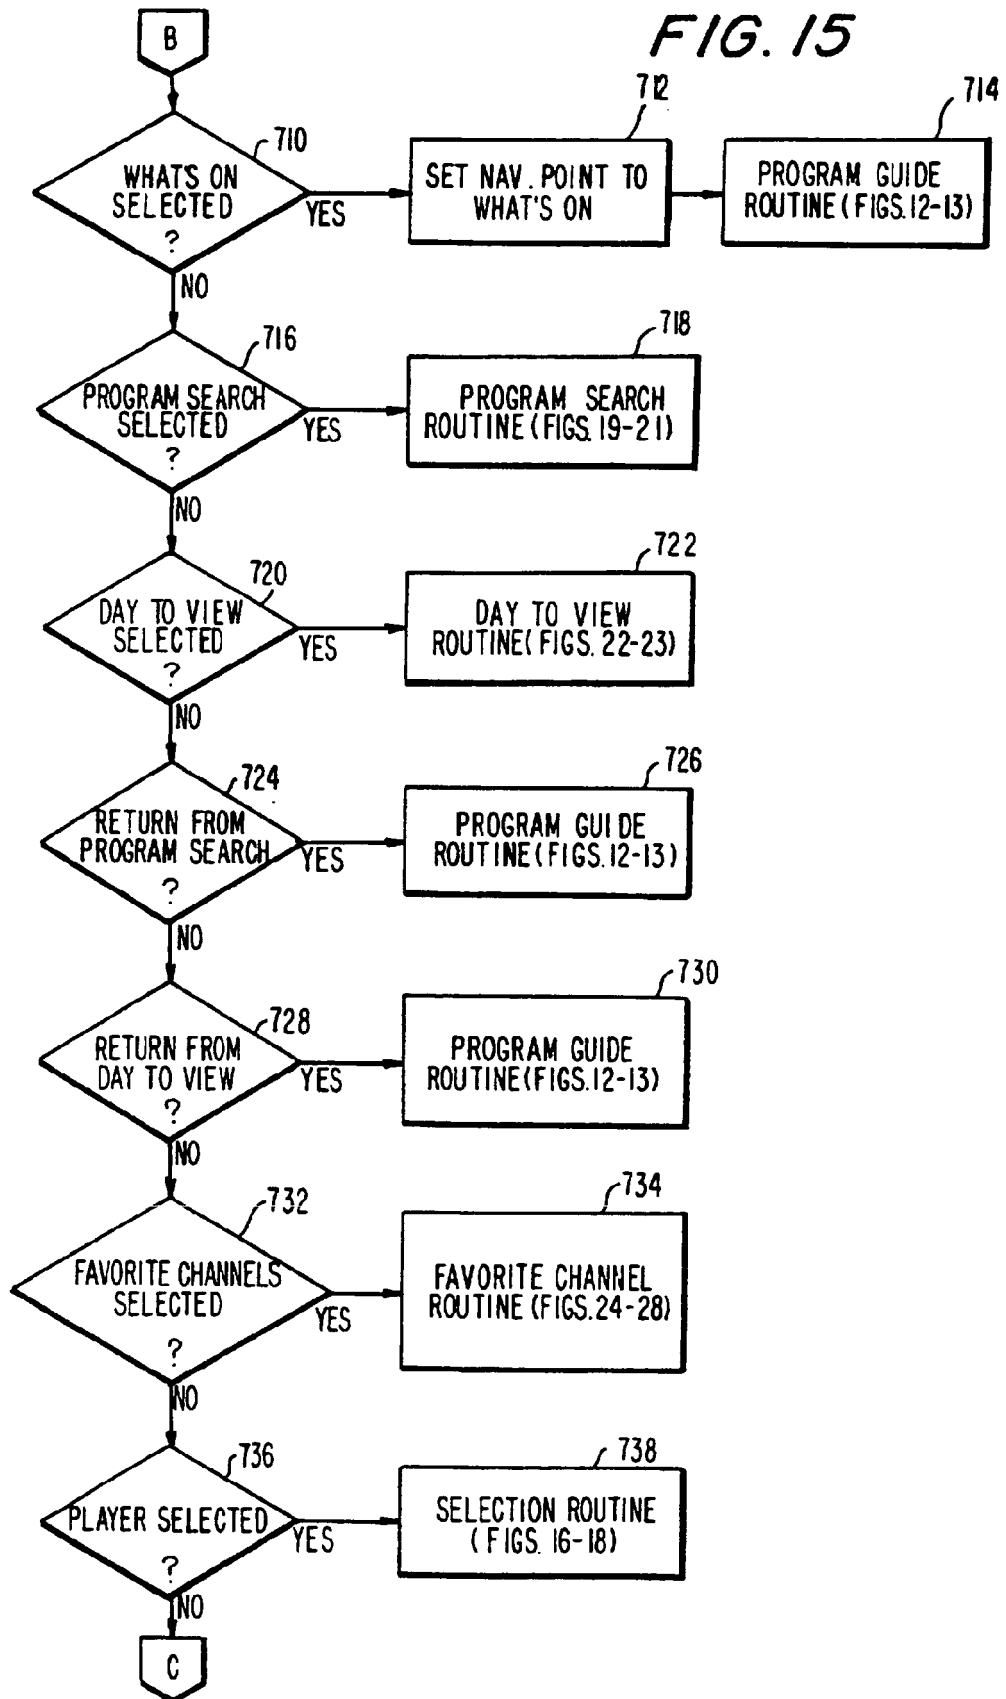 FIG. 15
B
710
WHAT'S ON
SELECTED
?
YES
NO
712
SET NAV. POINT TO
WHAT'S ON
714
PROGRAM GUIDE
ROUTINE (FIGS. 12-13)
716
PROGRAM SEARCH
SELECTED
?
YES
NO
718
PROGRAM SEARCH
ROUTINE (FIGS. 19-21)
720
DAY TO VIEW
SELECTED
?
YES
NO
722
DAY TO VIEW
ROUTINE (FIGS. 22-23)
724
RETURN FROM
PROGRAM SEARCH
?
YES
NO
726
PROGRAM GUIDE
ROUTINE (FIGS. 12-13)
728
RETURN FROM
DAY TO VIEW
?
YES
NO
730
PROGRAM GUIDE
ROUTINE (FIGS. 12-13)
732
FAVORITE CHANNELS
SELECTED
?
YES
NO
734
FAVORITE CHANNEL
ROUTINE (FIGS. 24-28)
736
PLAYER SELECTED
?
YES
NO
738
SELECTION ROUTINE
(FIGS. 16-18)
C